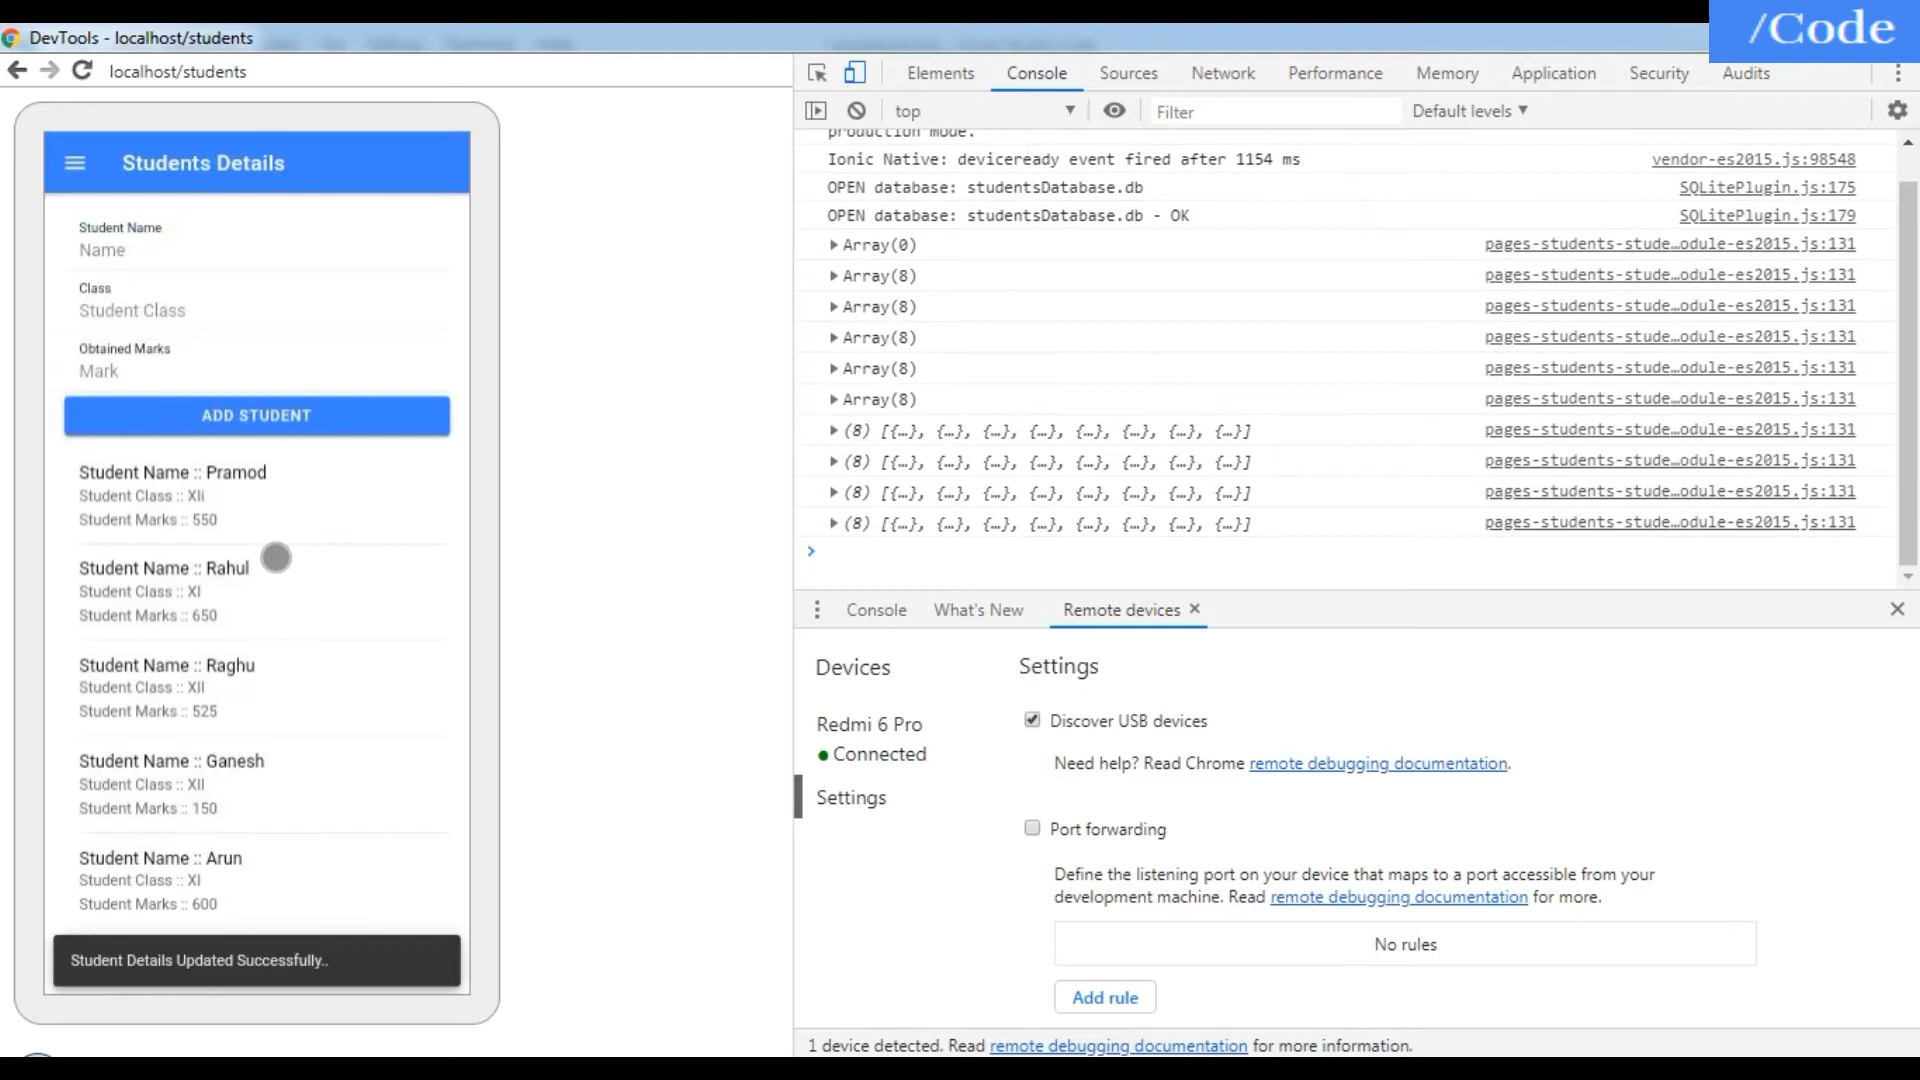 /Code
DevTools - localhost/students
localhost/students
Students Details
Student Name
Name
Class
Student Class
Obtained Marks
Mark
ADD STUDENT
Student Name :: Pramod
Student Class :: XIi
Student Marks :: 550
Student Name :: Rahul
Student Class :: XI
Student Marks :: 650
Student Name :: Raghu
Student Class :: XII
Student Marks :: 525
Student Name :: Ganesh
Student Class :: XII
Student Marks :: 150
Student Name :: Arun
Student Class :: XI
Student Marks :: 600
Student Details Updated Successfully..
Elements Console Sources Network Performance Memory Application Security Audits
top Filter Default levels
production mode.
Ionic Native: deviceready event fired after 1154 ms vendor-es2015.js:98548
OPEN database: studentsDatabase.db SQLitePlugin.js:175
OPEN database: studentsDatabase.db - OK SQLitePlugin.js:179
Array(0) pages-students-stude…odule-es2015.js:131
Array(8) pages-students-stude…odule-es2015.js:131
Array(8) pages-students-stude…odule-es2015.js:131
Array(8) pages-students-stude…odule-es2015.js:131
Array(8) pages-students-stude…odule-es2015.js:131
Array(8) pages-students-stude…odule-es2015.js:131
(8) [{…}, {…}, {…}, {…}, {…}, {…}, {…}, {…}] pages-students-stude…odule-es2015.js:131
(8) [{…}, {…}, {…}, {…}, {…}, {…}, {…}, {…}] pages-students-stude…odule-es2015.js:131
(8) [{…}, {…}, {…}, {…}, {…}, {…}, {…}, {…}] pages-students-stude…odule-es2015.js:131
(8) [{…}, {…}, {…}, {…}, {…}, {…}, {…}, {…}] pages-students-stude…odule-es2015.js:131
Console What's New Remote devices
Devices
Redmi 6 Pro
Connected
Settings
Settings
Discover USB devices
Need help? Read Chrome remote debugging documentation.
Port forwarding
Define the listening port on your device that maps to a port accessible from your
development machine. Read remote debugging documentation for more.
No rules
Add rule
1 device detected. Read remote debugging documentation for more information.